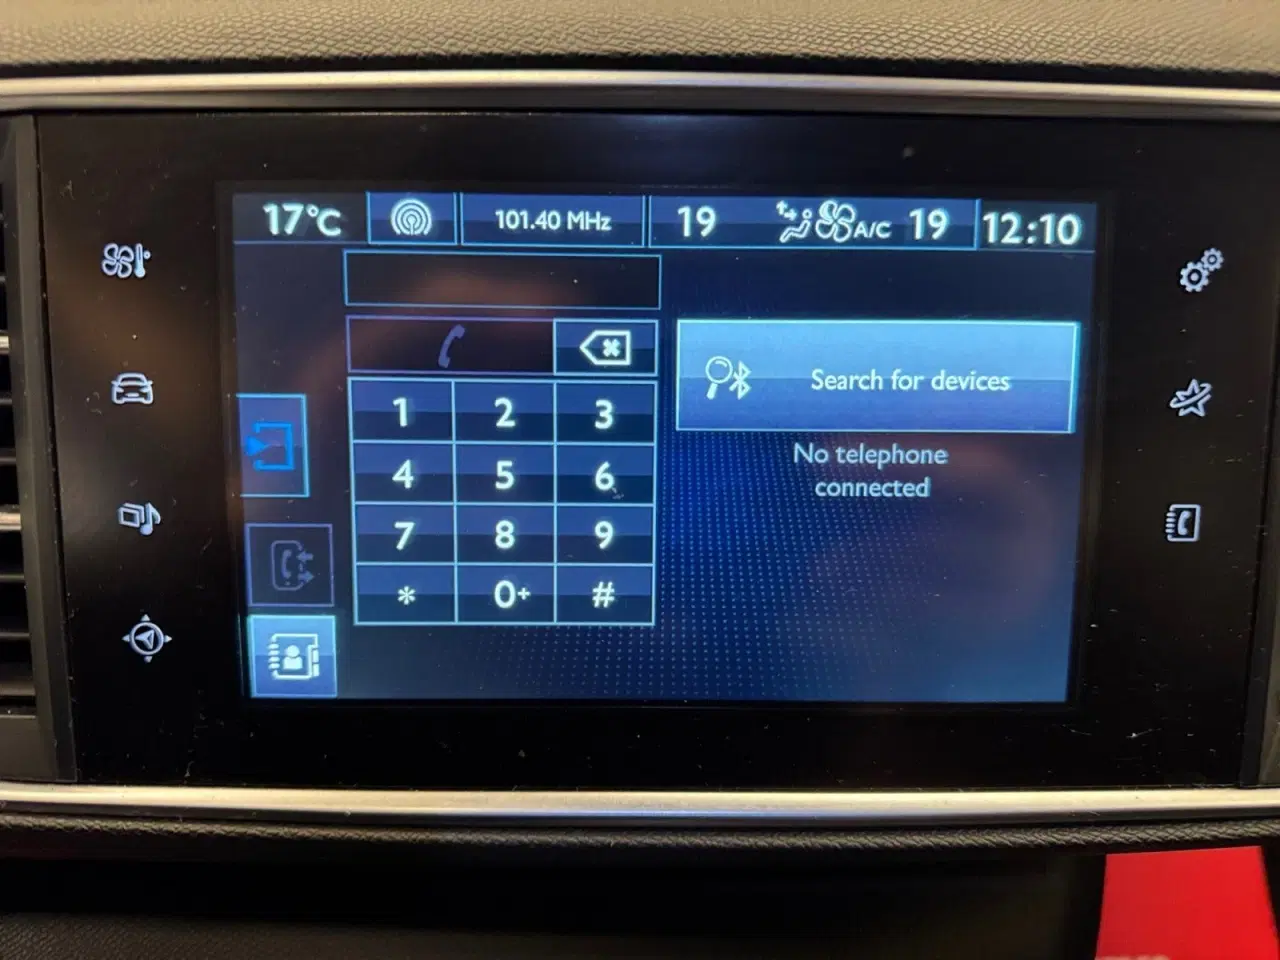 17°C 101.40 MHz 19 A/C 19 12:10
Search for devices
No telephone
connected
1 2 3
4 5 6
7 8 9
* 0+ #